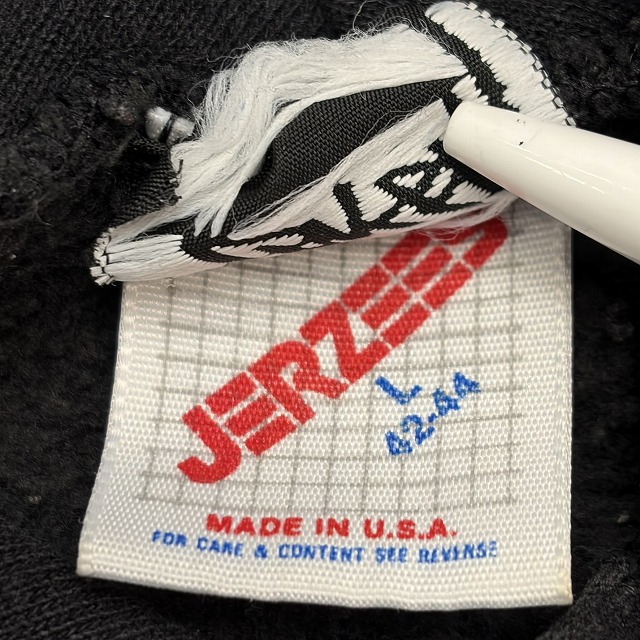 JERZEES
L
42-44
MADE IN U.S.A.
FOR CARE & CONTENT SEE REVERSE